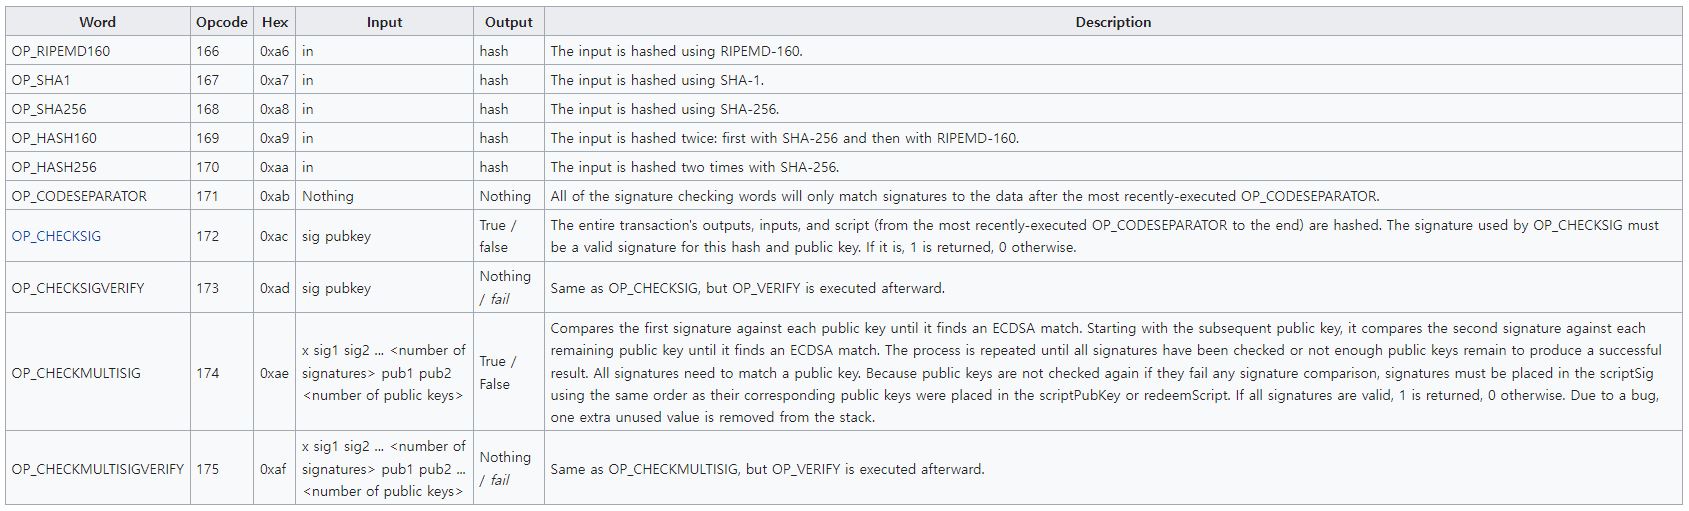 Word Opcode Hex Input Output Description
OP_RIPEMD160 166 0xa6 in hash The input is hashed using RIPEMD-160.
OP_SHA1 167 0xa7 in hash The input is hashed using SHA-1.
OP_SHA256 168 0xa8 in hash The input is hashed using SHA-256.
OP_HASH160 169 0xa9 in hash The input is hashed twice: first with SHA-256 and then with RIPEMD-160.
OP_HASH256 170 0xaa in hash The input is hashed two times with SHA-256.
OP_CODESEPARATOR 171 0xab Nothing Nothing All of the signature checking words will only match signatures to the data after the most recently-executed OP_CODESEPARATOR.
OP_CHECKSIG 172 0xac sig pubkey
True /
false
The entire transaction's outputs, inputs, and script (from the most recently-executed OP_CODESEPARATOR to the end) are hashed. The signature used by OP_CHECKSIG must
be a valid signature for this hash and public key. If it is, 1 is returned, 0 otherwise.
OP_CHECKSIGVERIFY 173 0xad sig pubkey
Nothing
/ fail
Same as OP_CHECKSIG, but OP_VERIFY is executed afterward.
OP_CHECKMULTISIG 174 0xae
x sig1 sig2 ... <number of
signatures> pub1 pub2
<number of public keys>
True /
False
Compares the first signature against each public key until it finds an ECDSA match. Starting with the subsequent public key, it compares the second signature against each
remaining public key until it finds an ECDSA match. The process is repeated until all signatures have been checked or not enough public keys remain to produce a successful
result. All signatures need to match a public key. Because public keys are not checked again if they fail any signature comparison, signatures must be placed in the scriptSig
using the same order as their corresponding public keys were placed in the scriptPubKey or redeemScript. If all signatures are valid, 1 is returned, 0 otherwise. Due to a bug,
one extra unused value is removed from the stack.
OP_CHECKMULTISIGVERIFY 175 0xaf
x sig1 sig2 ... <number of
signatures> pub1 pub2 ...
<number of public keys>
Nothing
/ fail
Same as OP_CHECKMULTISIG, but OP_VERIFY is executed afterward.